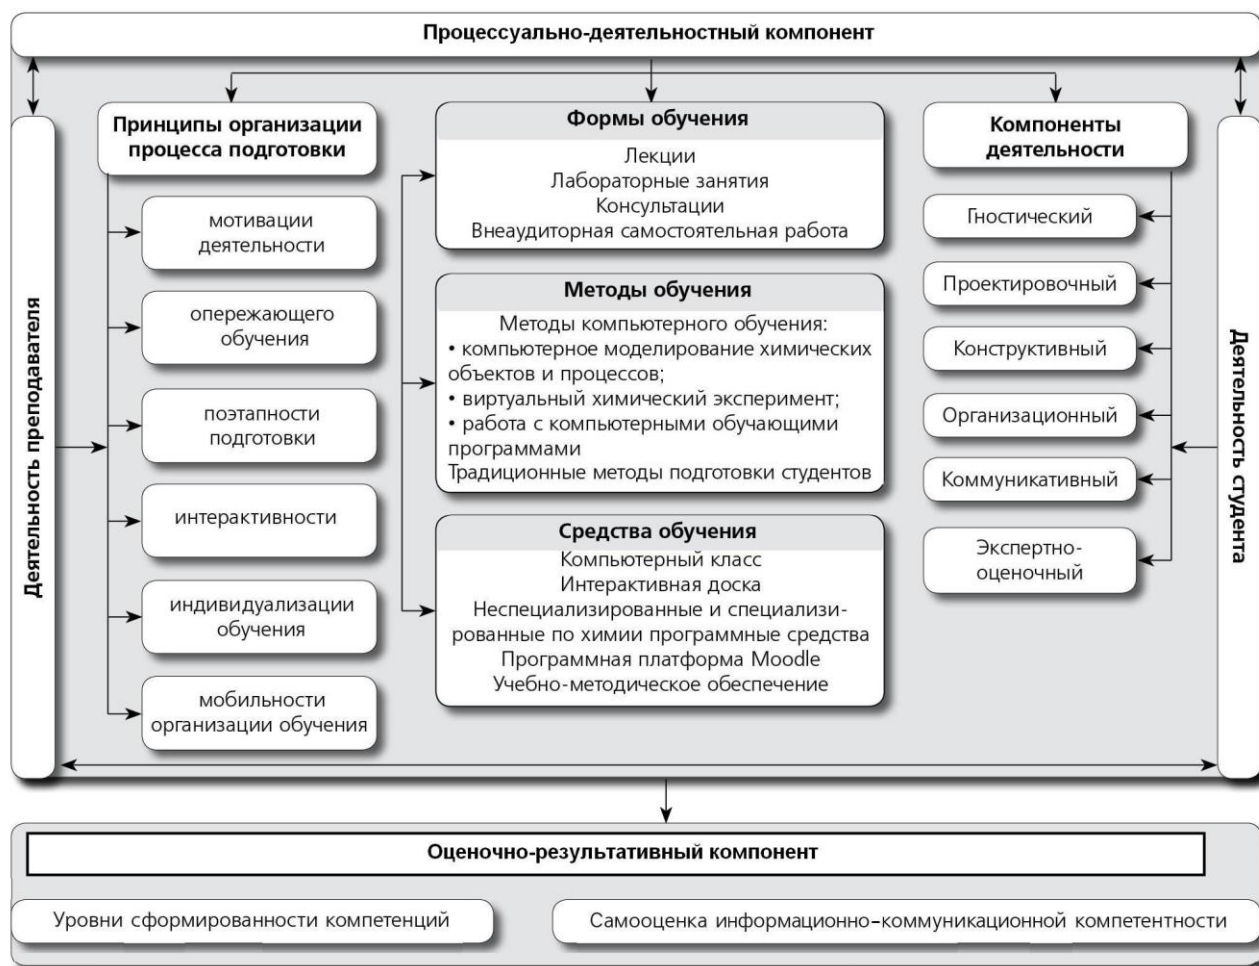 Процессуально-деятельностный компонент
Деятельность преподавателя
Принципы организации
процесса подготовки
мотивации
деятельности
опережающего
обучения
поэтапности
подготовки
интерактивности
индивидуализации
обучения
мобильности
организации обучения
Формы обучения
Лекции
Лабораторные занятия
Консультации
Внеаудиторная самостоятельная работа
Методы обучения
Методы компьютерного обучения:
• компьютерное моделирование химических
объектов и процессов;
• виртуальный химический эксперимент;
• работа с компьютерными обучающими
программами
Традиционные методы подготовки студентов
Средства обучения
Компьютерный класс
Интерактивная доска
Неспециализированные и специализи-
рованные по химии программные средства
Программная платформа Moodle
Учебно-методическое обеспечение
Компоненты
деятельности
Гностический
Проектировочный
Конструктивный
Организационный
Коммуникативный
Экспертно-
оценочный
Деятельность студента
Оценочно-результативный компонент
Уровни сформированности компетенций
Самооценка информационно–коммуникационной компетентности